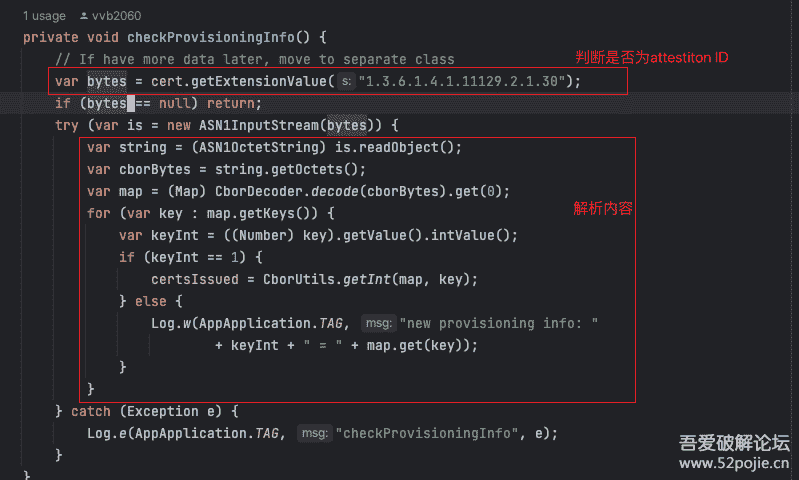 1 usage vvb2060
private void checkProvisioningInfo() {
// If have more data later, move to separate class
判断是否为attestiton ID
var bytes = cert.getExtensionValue( s: "1.3.6.1.4.1.11129.2.1.30");
if (bytes == null) return;
try (var is = new ASN1InputStream(bytes)) {
var string = (ASN1OctetString) is.readObject();
var cborBytes = string.getOctets();
var map = (Map) CborDecoder.decode(cborBytes).get(0);
for (var key : map.getKeys()) {
解析内容
var keyInt = ((Number) key).getValue().intValue();
if (keyInt == 1) {
certsIssued = CborUtils.getInt(map, key);
} else {
Log.w(AppApplication.TAG, msg: "new provisioning info: "
+ keyInt + " = " + map.get(key));
}
}
} catch (Exception e) {
Log.e(AppApplication.TAG, msg: "checkProvisioningInfo", e);
}
}
吾爱破解论坛
www.52pojie.cn